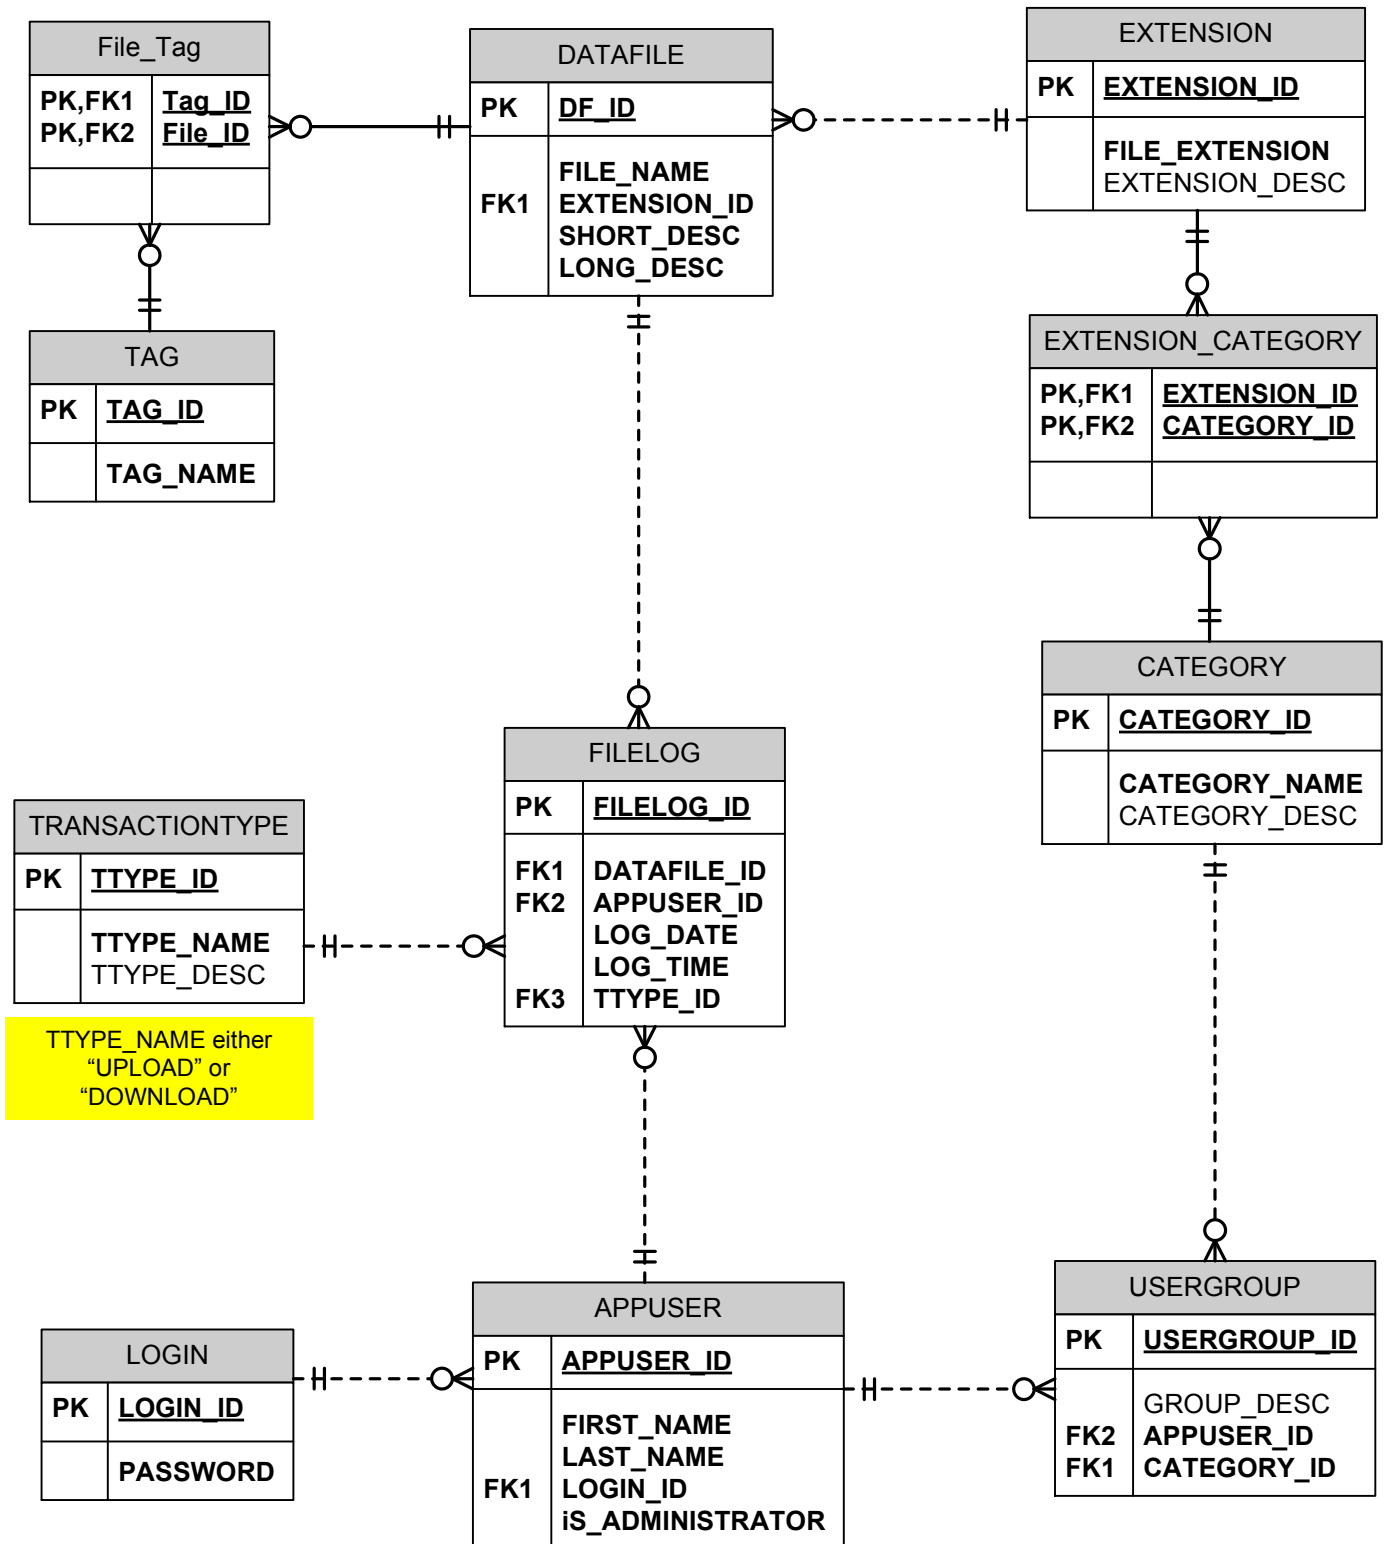 File_Tag
PK,FK1 Tag_ID
PK,FK2 File_ID
DATAFILE
PK DF_ID
FILE_NAME
FK1 EXTENSION_ID
SHORT_DESC
LONG_DESC
EXTENSION
PK EXTENSION_ID
FILE_EXTENSION
EXTENSION_DESC
TAG
PK TAG_ID
TAG_NAME
EXTENSION_CATEGORY
PK,FK1 EXTENSION_ID
PK,FK2 CATEGORY_ID
CATEGORY
PK CATEGORY_ID
CATEGORY_NAME
CATEGORY_DESC
FILELOG
PK FILELOG_ID
FK1 DATAFILE_ID
FK2 APPUSER_ID
LOG_DATE
LOG_TIME
FK3 TTYPE_ID
TRANSACTIONTYPE
PK TTYPE_ID
TTYPE_NAME
TTYPE_DESC
TTYPE_NAME either
“UPLOAD” or
“DOWNLOAD”
LOGIN
PK LOGIN_ID
PASSWORD
APPUSER
PK APPUSER_ID
FIRST_NAME
LAST_NAME
FK1 LOGIN_ID
iS_ADMINISTRATOR
USERGROUP
PK USERGROUP_ID
GROUP_DESC
FK2 APPUSER_ID
FK1 CATEGORY_ID